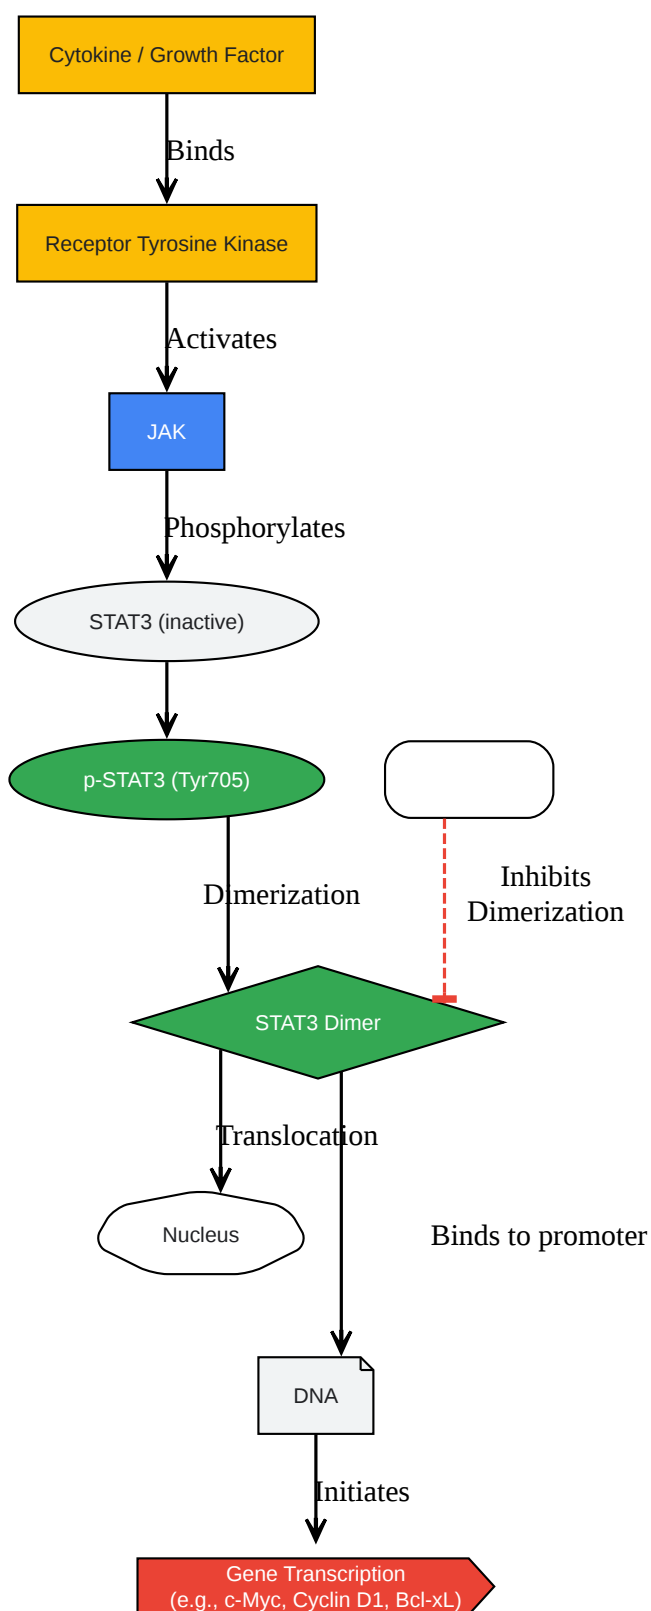 Cytokine / Growth Factor
Binds
Receptor Tyrosine Kinase
Activates
JAK
Phosphorylates
STAT3 (inactive)
p-STAT3 (Tyr705)
Dimerization
Inhibits
Dimerization
STAT3 Dimer
Translocation
Nucleus
Binds to promoter
DNA
Initiates
Gene Transcription
(e.g., c-Myc, Cyclin D1, Bcl-xL)